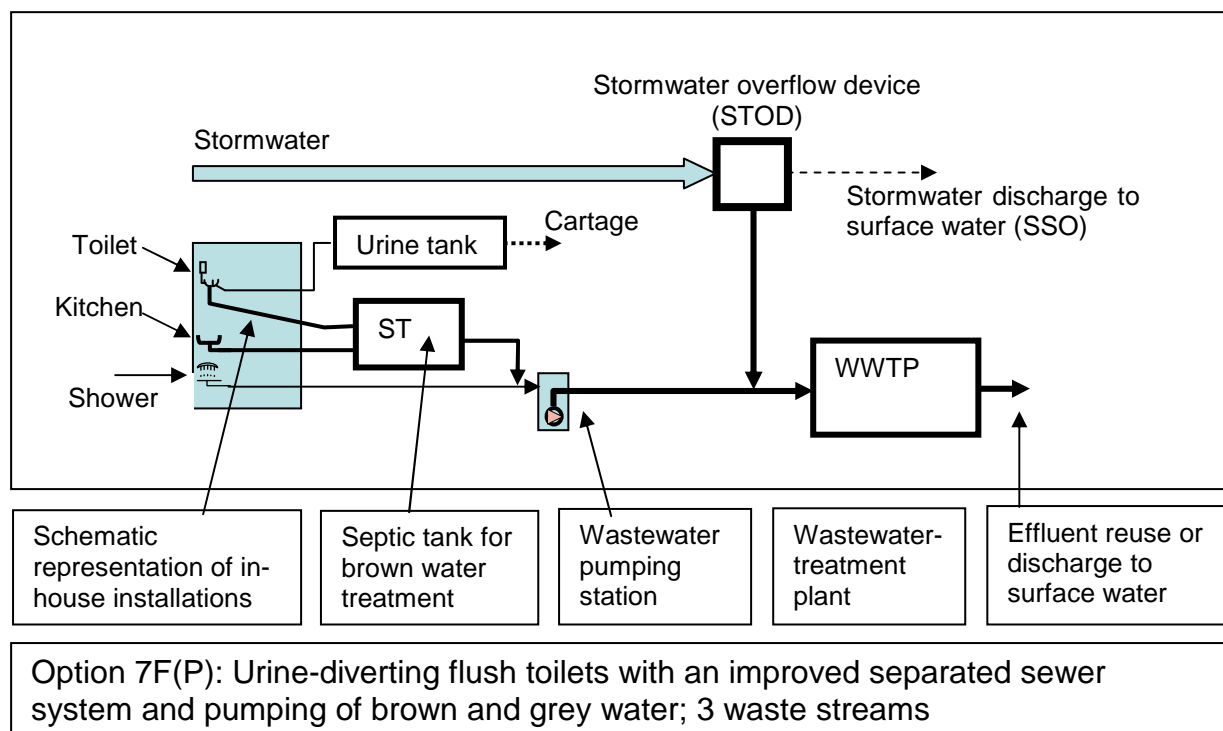 Stormwater overflow device
(STOD)
Stormwater
Stormwater discharge to
surface water (SSO)
Cartage
Urine tank
Toilet
Kitchen
ST
Shower
WWTP
Schematic
representation of in-
house installations
Septic tank for
brown water
treatment
Wastewater
pumping
station
Wastewater-
treatment
plant
Effluent reuse or
discharge to
surface water
Option 7F(P): Urine-diverting flush toilets with an improved separated sewer
system and pumping of brown and grey water; 3 waste streams